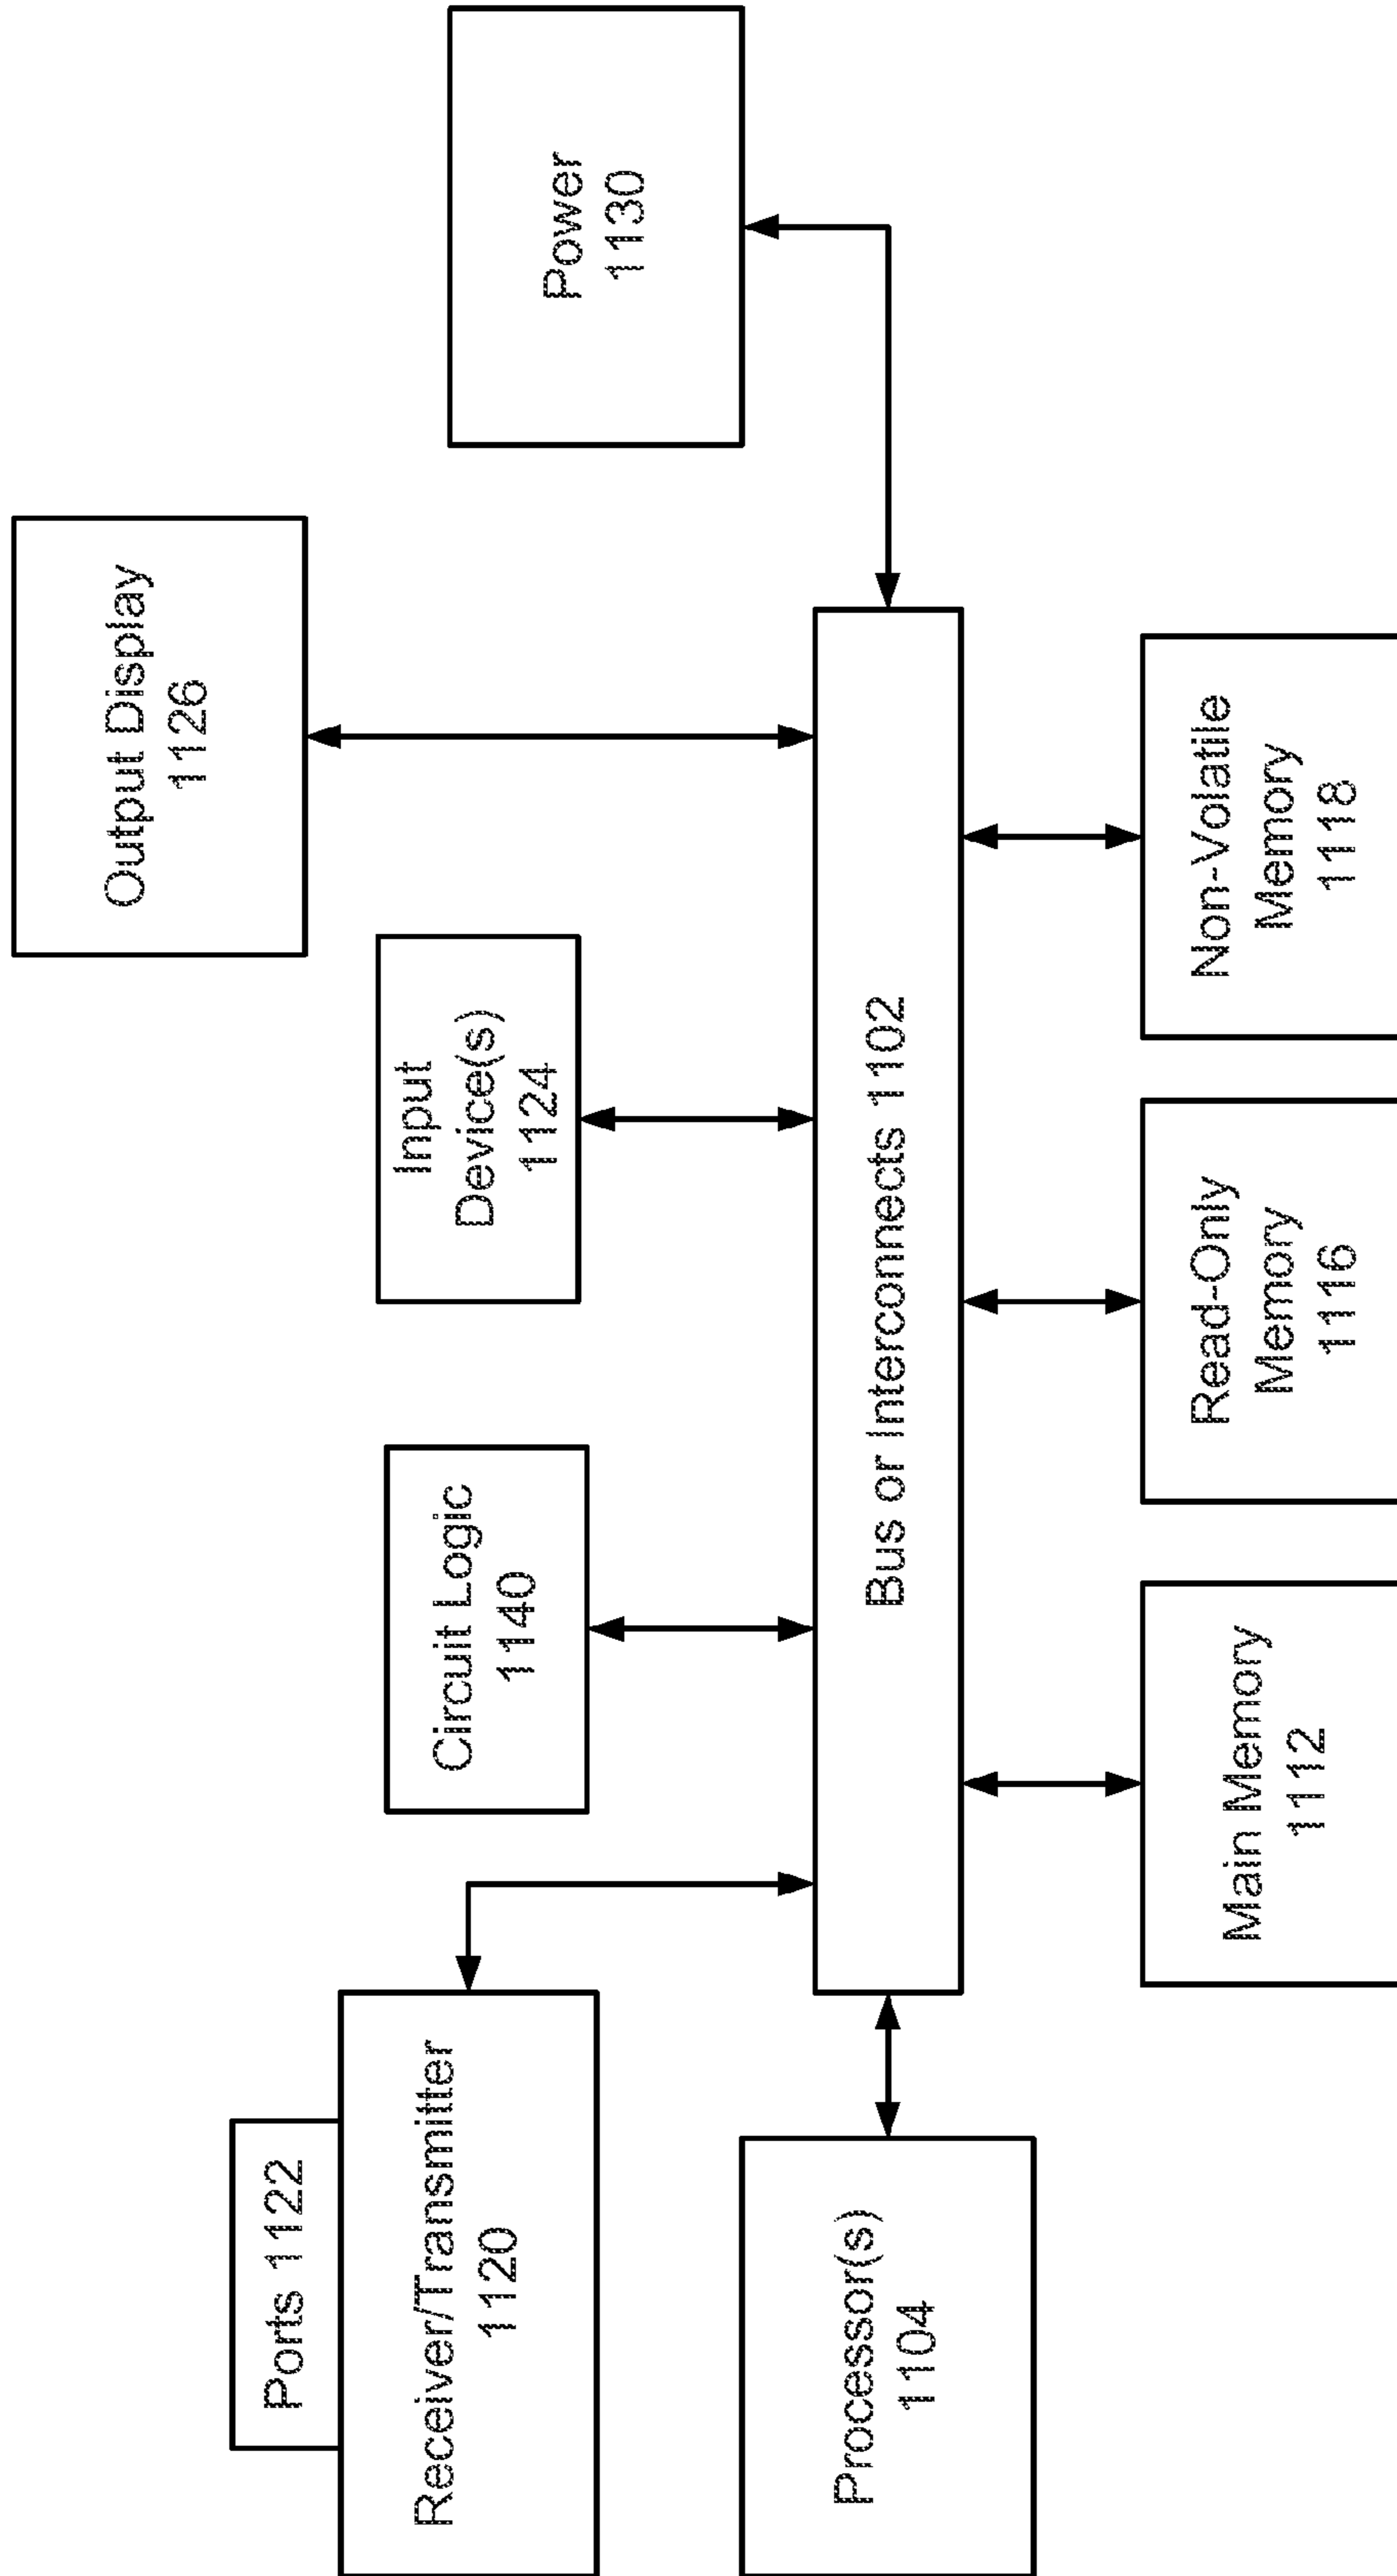 Ports 1122
Receiver/Transmitter
1120
Circuit Logic
1140
Input
Device(s)
1124
Output Display
1126
Power
1130
Processor(s)
1104
Bus or Interconnects 1102
Main Memory
1112
Read-Only
Memory
1116
Non-Volatile
Memory
1118